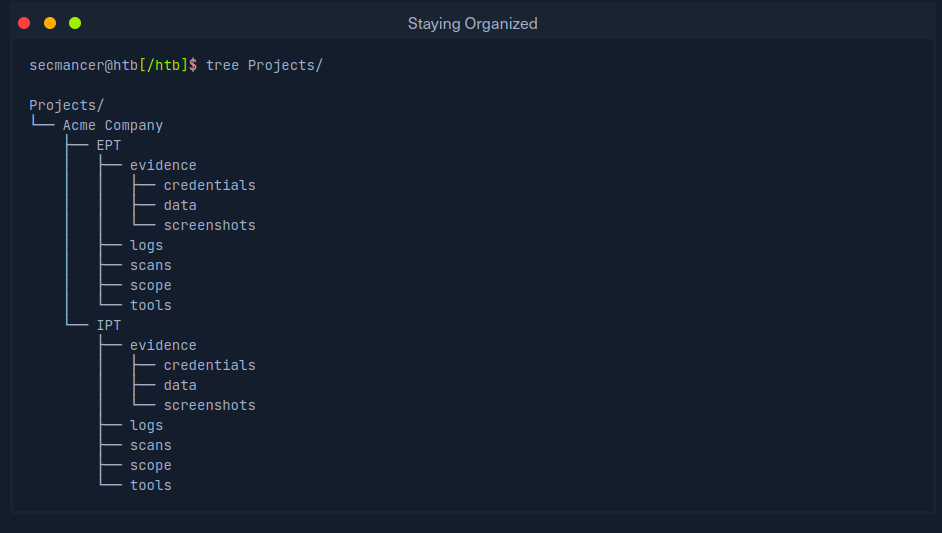 Staying Organized
secmancer@htb[/htb]$ tree Projects/
Projects/
└── Acme Company
    ├── EPT
    │   ├── evidence
    │   │   ├── credentials
    │   │   ├── data
    │   │   └── screenshots
    │   ├── logs
    │   ├── scans
    │   ├── scope
    │   └── tools
    └── IPT
        ├── evidence
        │   ├── credentials
        │   ├── data
        │   └── screenshots
        ├── logs
        ├── scans
        ├── scope
        └── tools